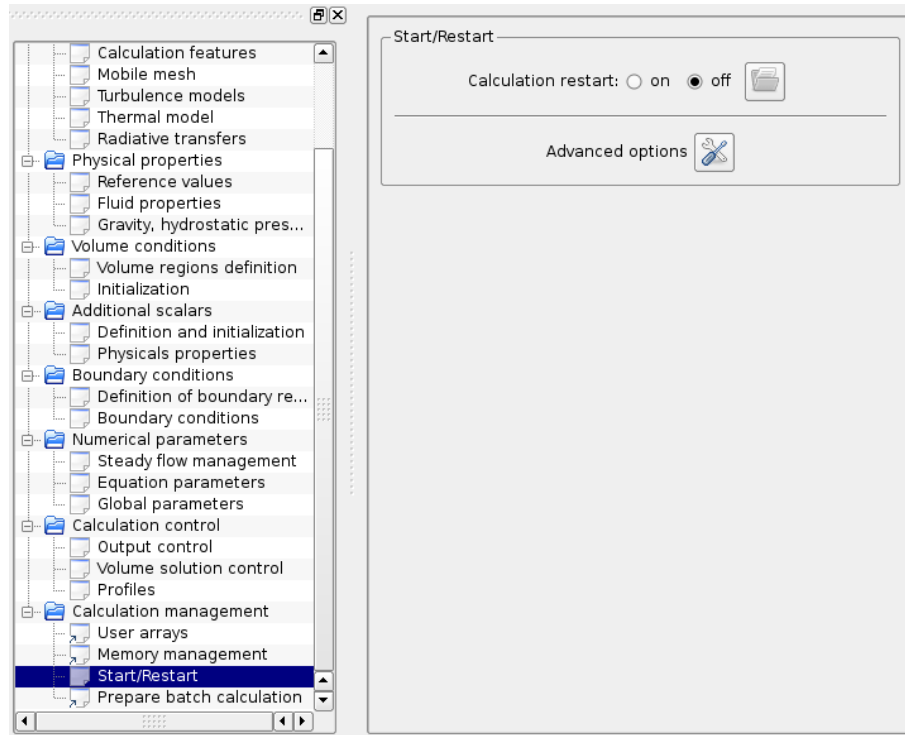 Calculation features
Mobile mesh
Turbulence models
Thermal model
Radiative transfers
Physical properties
Reference values
Fluid properties
Gravity, hydrostatic pres...
Volume conditions
Volume regions definition
Initialization
Additional scalars
Definition and initialization
Physicals properties
Boundary conditions
Definition of boundary re...
Boundary conditions
Numerical parameters
Steady flow management
Equation parameters
Global parameters
Calculation control
Output control
Volume solution control
Profiles
Calculation management
User arrays
Memory management
Start/Restart
Prepare batch calculation
Start/Restart
Calculation restart: on off
Advanced options